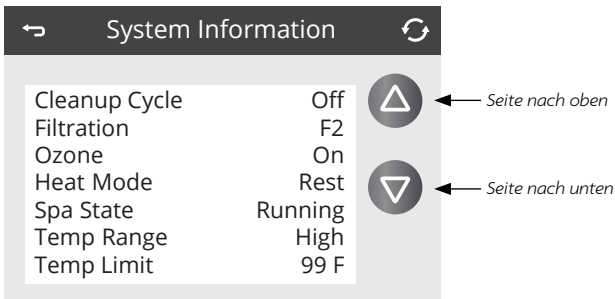 System Information
Cleanup Cycle Off
Filtration F2
Ozone On
Heat Mode Rest
Spa State Running
Temp Range High
Temp Limit 99 F
Seite nach oben
Seite nach unten